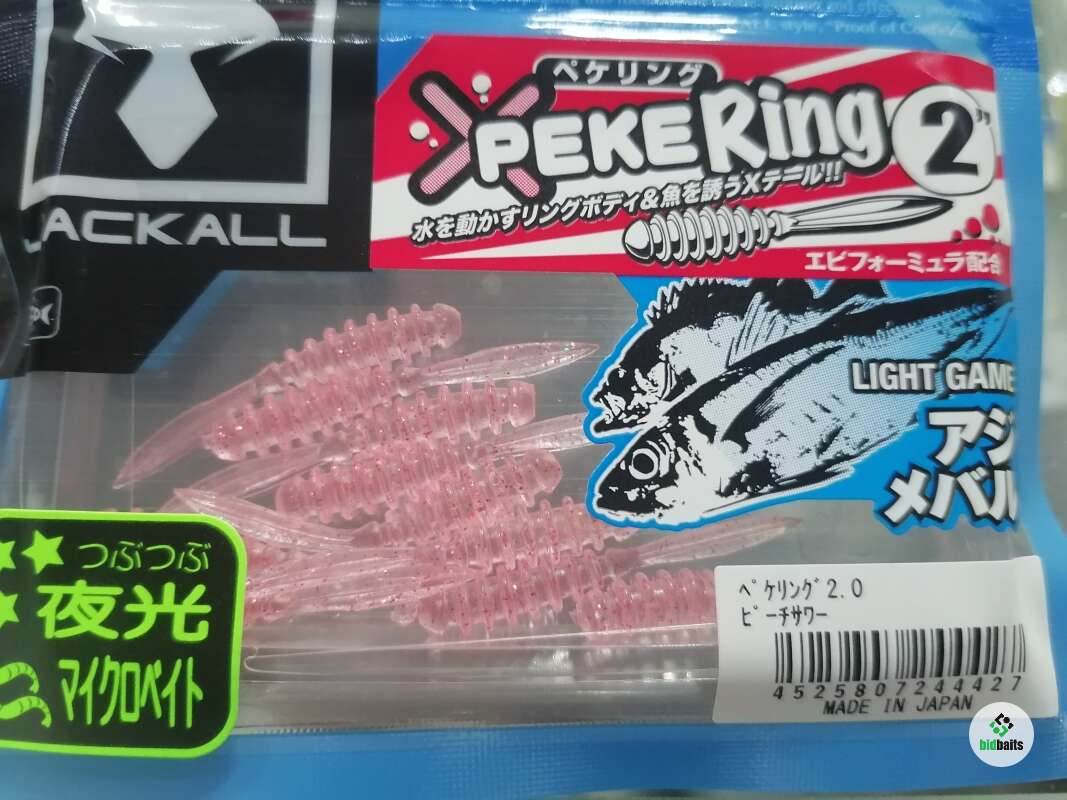 ペケリング
XPEKE Ring 2"
水を動かすリングボディ&魚を誘うXテール!!
エビフォーミュラ配合
JACKALL
LIGHT GAME
アジ
メバル
つぶつぶ
夜光
マイクロベイト
ペケリング2.0
ピーチサワー
4525807244427
MADE IN JAPAN
bidbaits